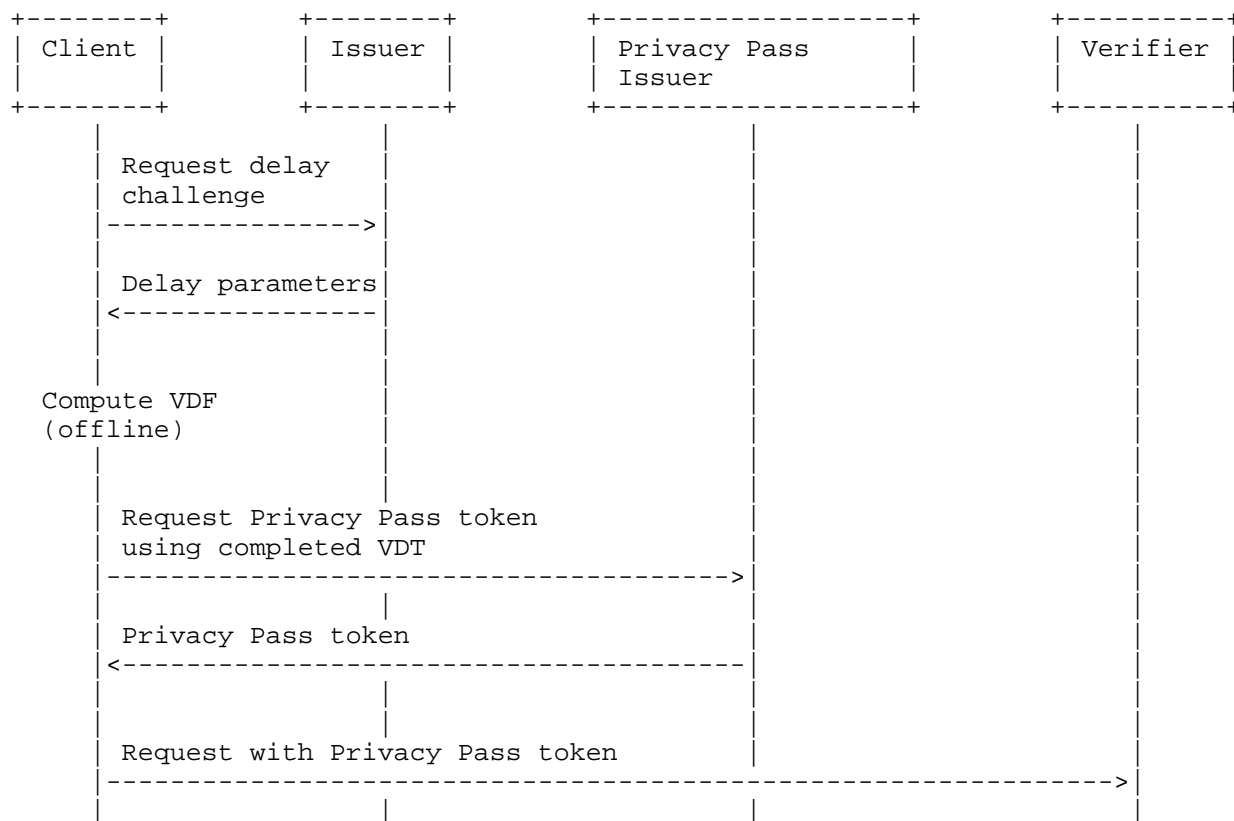 Client Issuer Privacy Pass Verifier
Issuer
Request delay
challenge
Delay parameters
Compute VDF
(offline)
Request Privacy Pass token
using completed VDT
Privacy Pass token
Request with Privacy Pass token